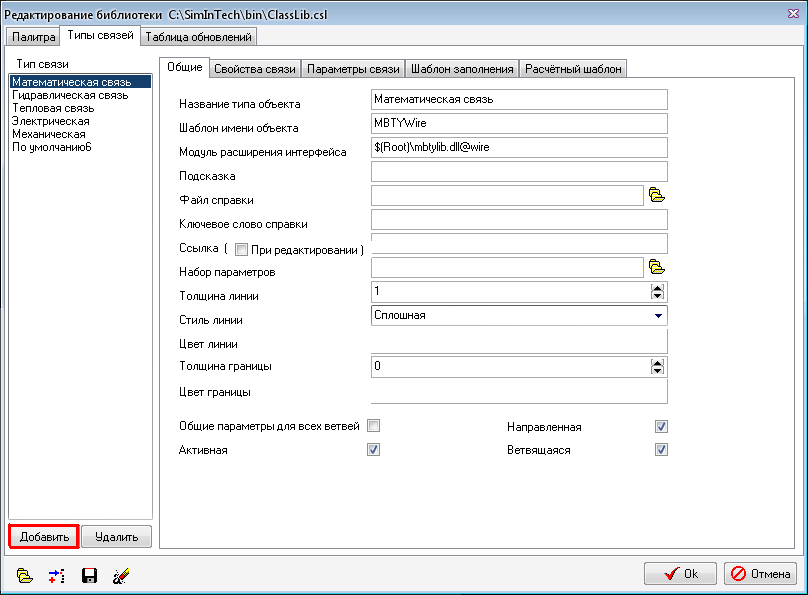 Редактирование библиотеки C:\SimInTech\bin\ClassLib.csl
Палитра Типы связей Таблица обновлений
Тип связи
Математическая связь
Гидравлическая связь
Тепловая связь
Электрическая
Механическая
По умолчанию6
Добавить Удалить
Общие Свойства связи Параметры связи Шаблон заполнения Расчётный шаблон
Название типа объекта Математическая связь
Шаблон имени объекта MBTYWire
Модуль расширения интерфейса $(Root)\mbtylib.dll@wire
Подсказка
Файл справки
Ключевое слово справки
Ссылка ( При редактировании )
Набор параметров
Толщина линии 1
Стиль линии Сплошная
Цвет линии
Толщина границы 0
Цвет границы
Общие параметры для всех ветвей Направленная
Активная Ветвящаяся
Ok Отмена